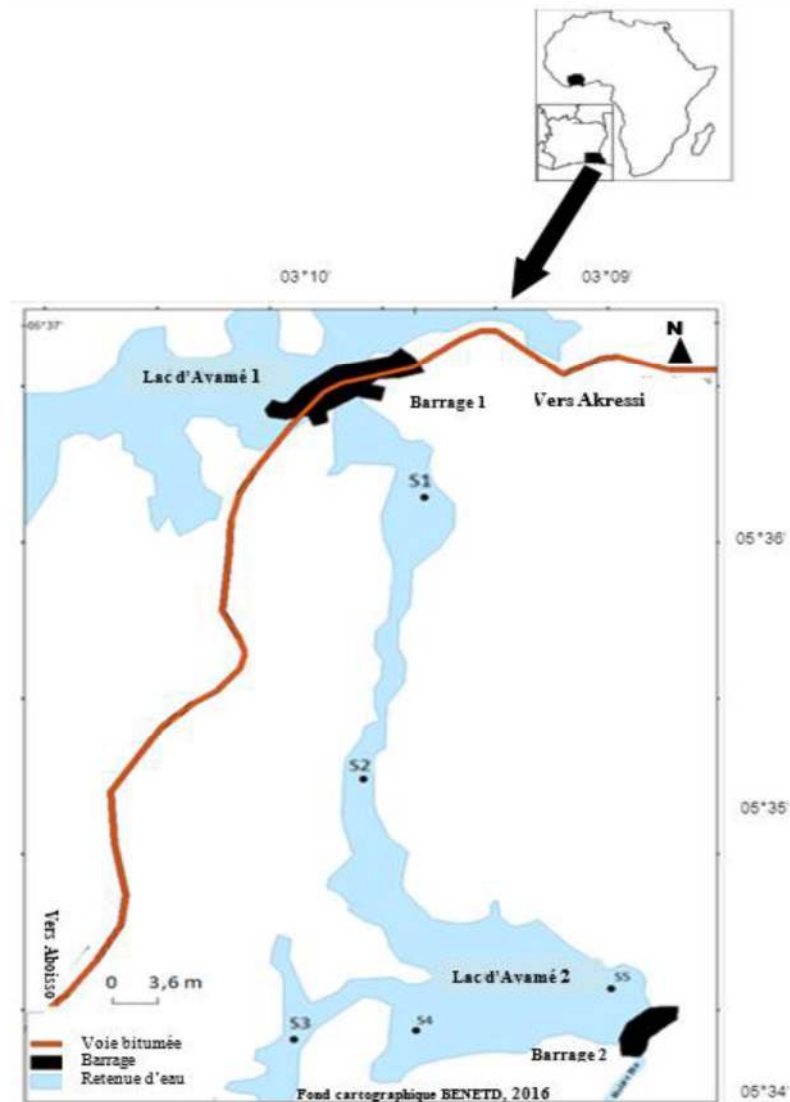 03°10'
03°09'
05°37'
N
Lac d'Avamé 1
Barrage 1
Vers Akressi
S1
05°36'
S2
05°35'
Vers Aboisso
0 3,6 m
Lac d'Avamé 2
S5
S3
S4
Voie bitumée
Barrage
Retenue d'eau
Barrage 2
Fond cartographique BENETD, 2016
05°34'